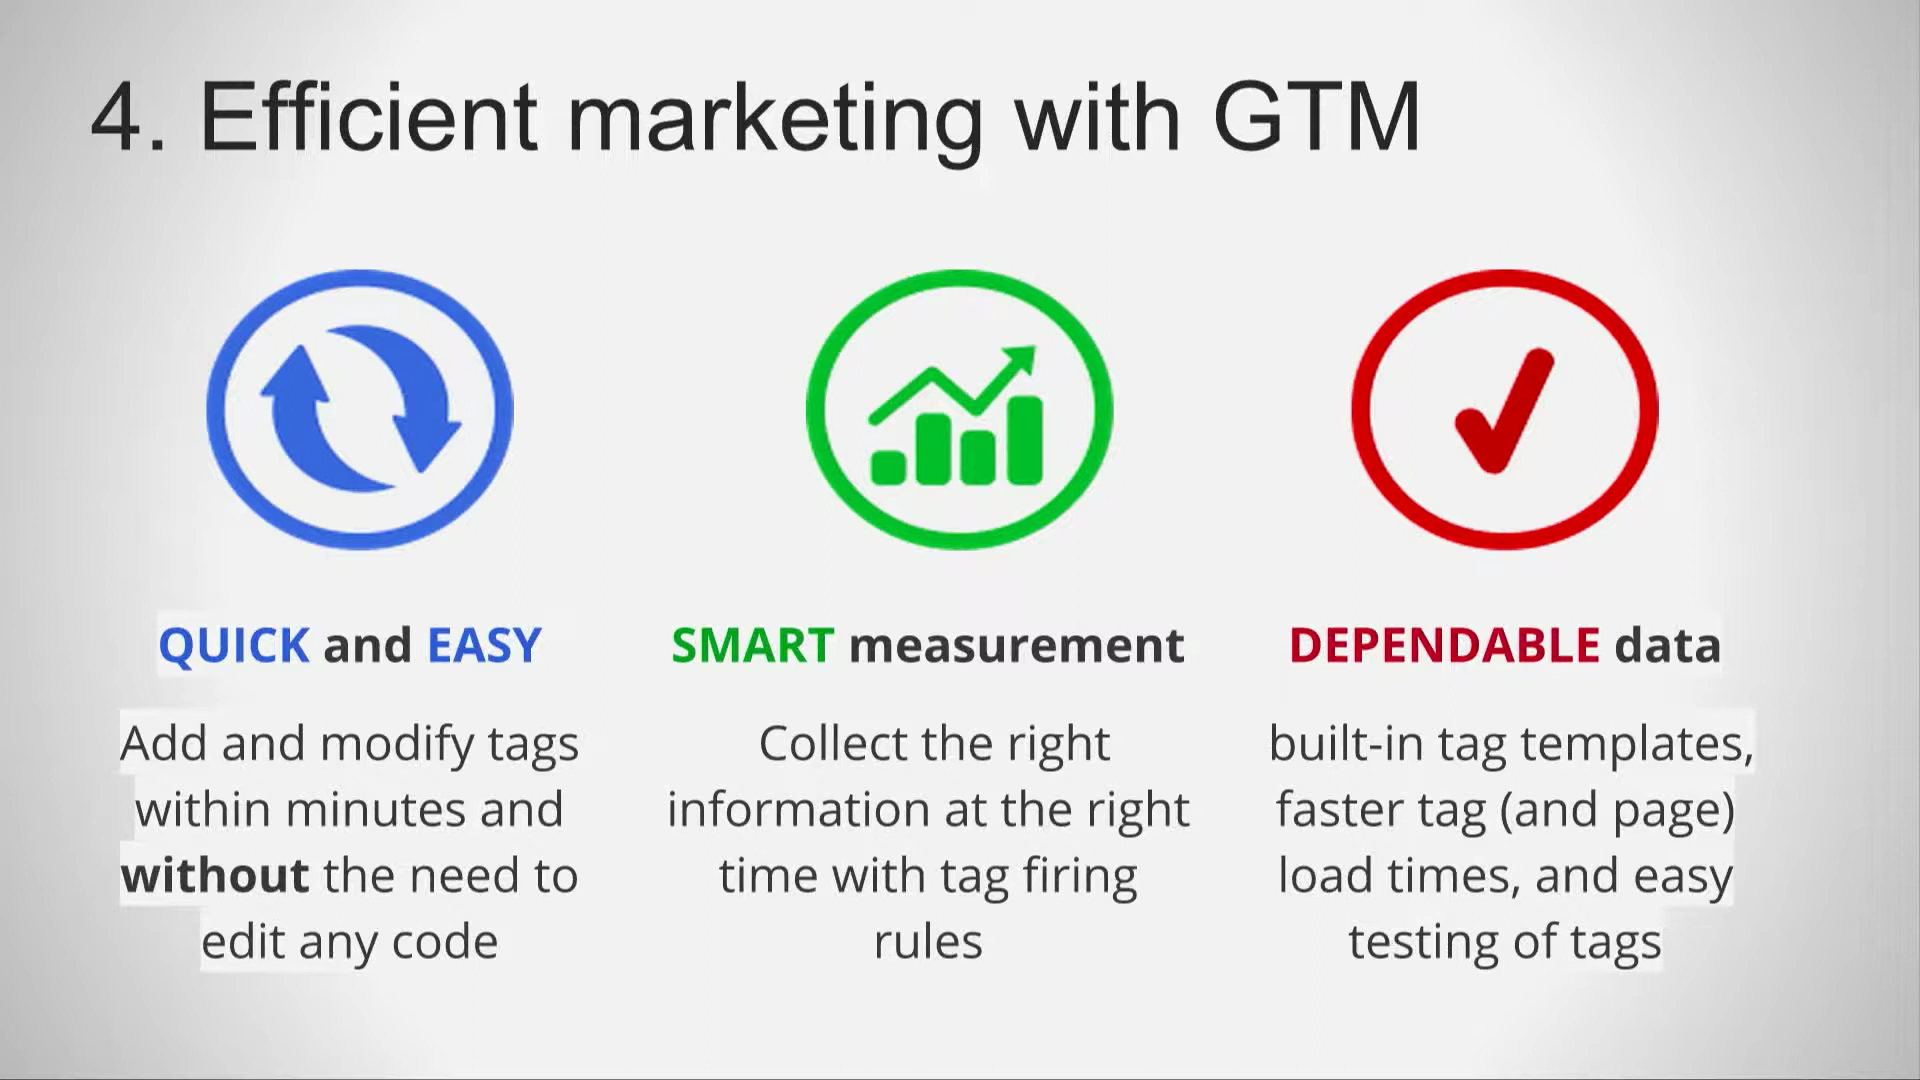 4. Efficient marketing with GTM
QUICK and EASY
Add and modify tags
within minutes and
without the need to
edit any code
SMART measurement
Collect the right
information at the right
time with tag firing
rules
DEPENDABLE data
built-in tag templates,
faster tag (and page)
load times, and easy
testing of tags